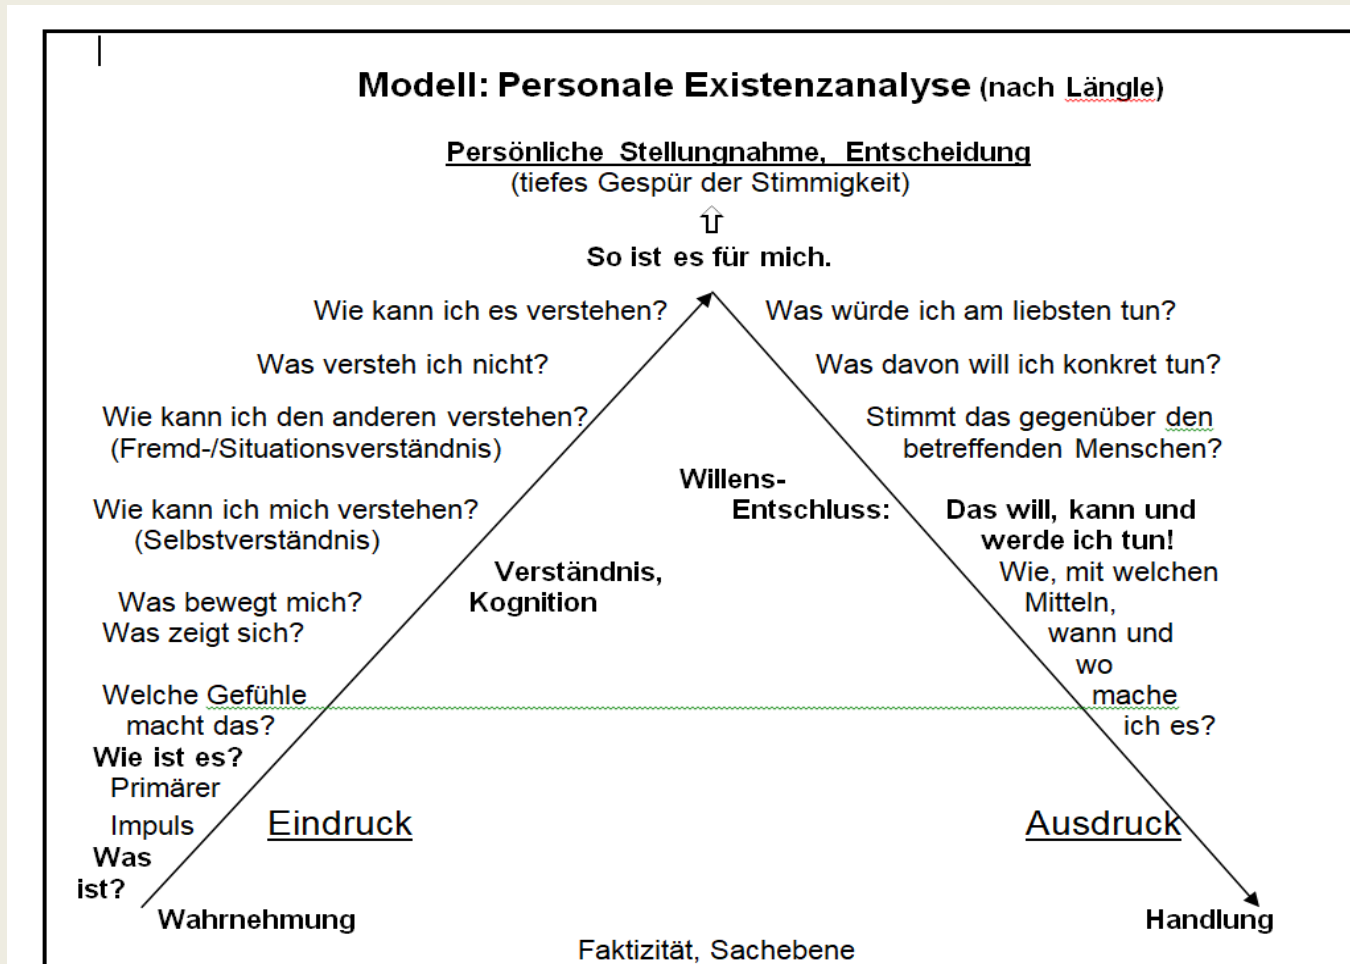 Modell: Personale Existenzanalyse (nach Längle)
Persönliche Stellungnahme, Entscheidung
(tiefes Gespür der Stimmigkeit)
So ist es für mich.
Wie kann ich es verstehen?
Was versteh ich nicht?
Wie kann ich den anderen verstehen?
(Fremd-/Situationsverständnis)
Wie kann ich mich verstehen?
(Selbstverständnis)
Was bewegt mich?
Was zeigt sich?
Welche Gefühle
macht das?
Wie ist es?
Primärer
Impuls
Was
ist?
Eindruck
Wahrnehmung
Verständnis,
Kognition
Willens-
Entschluss:
Was würde ich am liebsten tun?
Was davon will ich konkret tun?
Stimmt das gegenüber den
betreffenden Menschen?
Das will, kann und
werde ich tun!
Wie, mit welchen
Mitteln,
wann und
wo
mache
ich es?
Ausdruck
Handlung
Faktizität, Sachebene